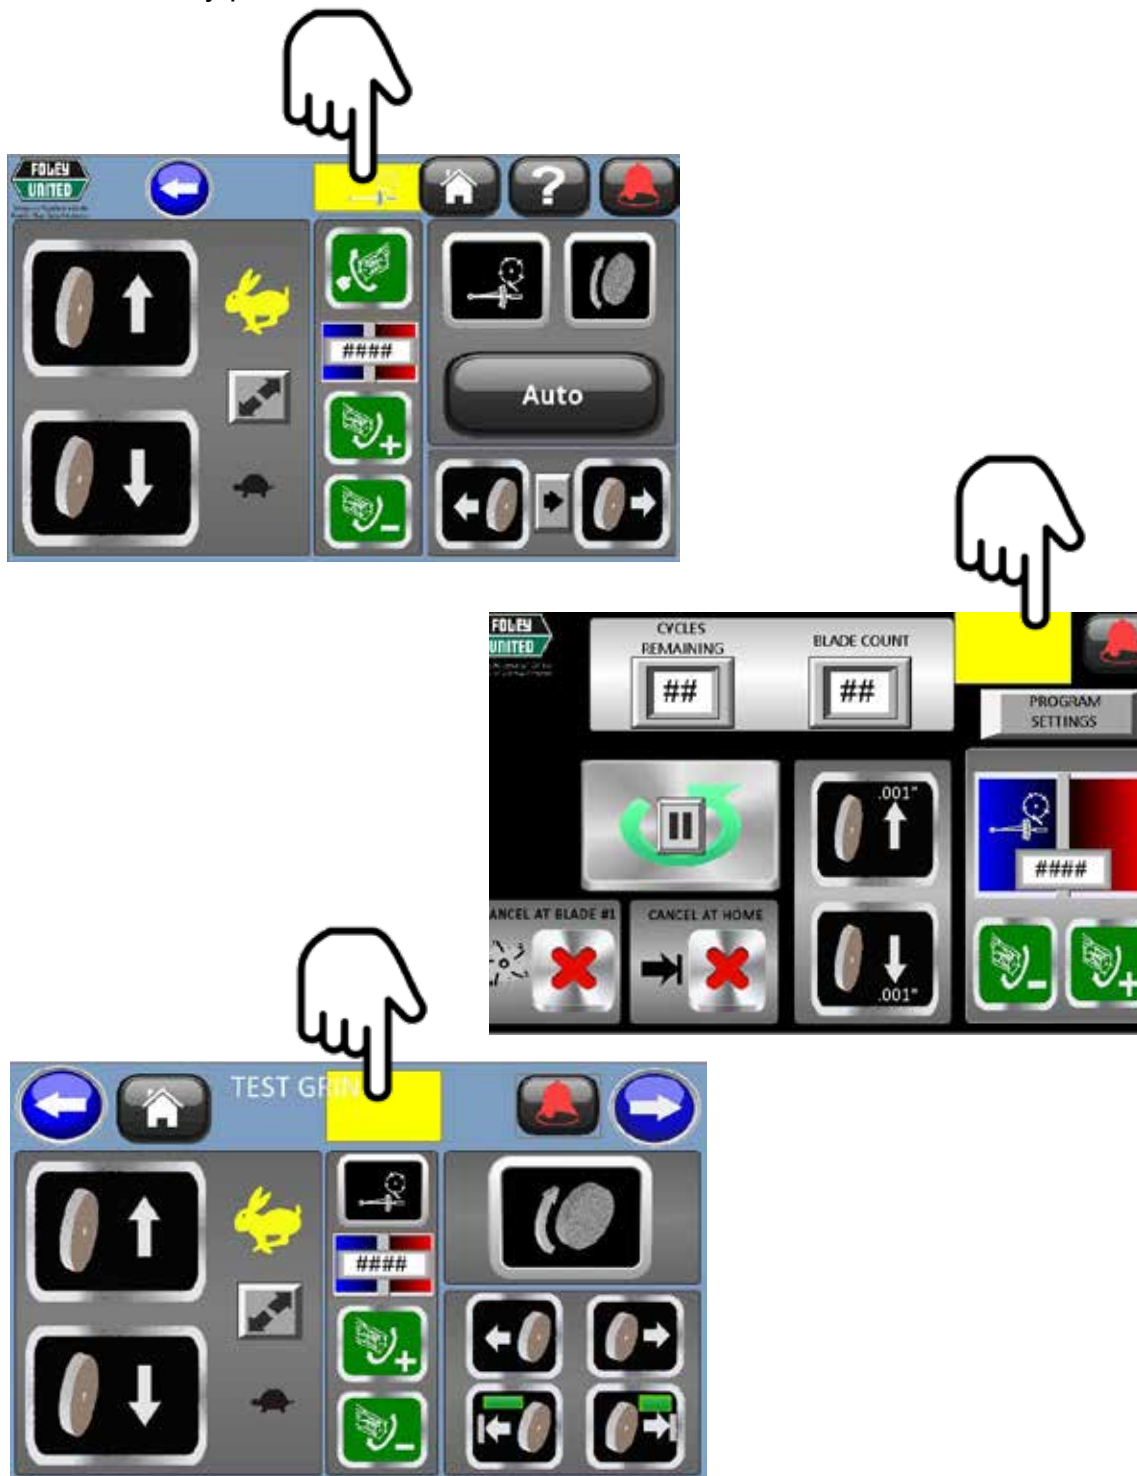 FOLEY
UNITED
?
####
Auto
+
-
FOLEY
UNITED
CYCLES
REMAINING
BLADE COUNT
##
##
PROGRAM
SETTINGS
.001"
####
ANCEL AT BLADE #1
CANCEL AT HOME
.001"
-
+
TEST GRIN
####
+
-